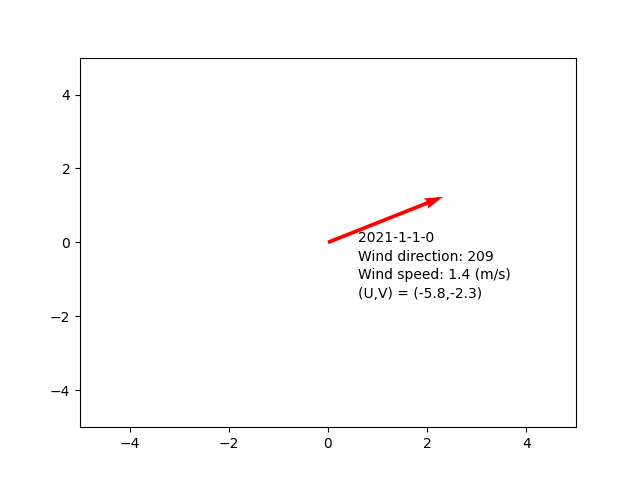 4
2
0
−2
−4
2021-1-1-0
Wind direction: 209
Wind speed: 1.4 (m/s)
(U,V) = (-5.8,-2.3)
−4 −2 0 2 4